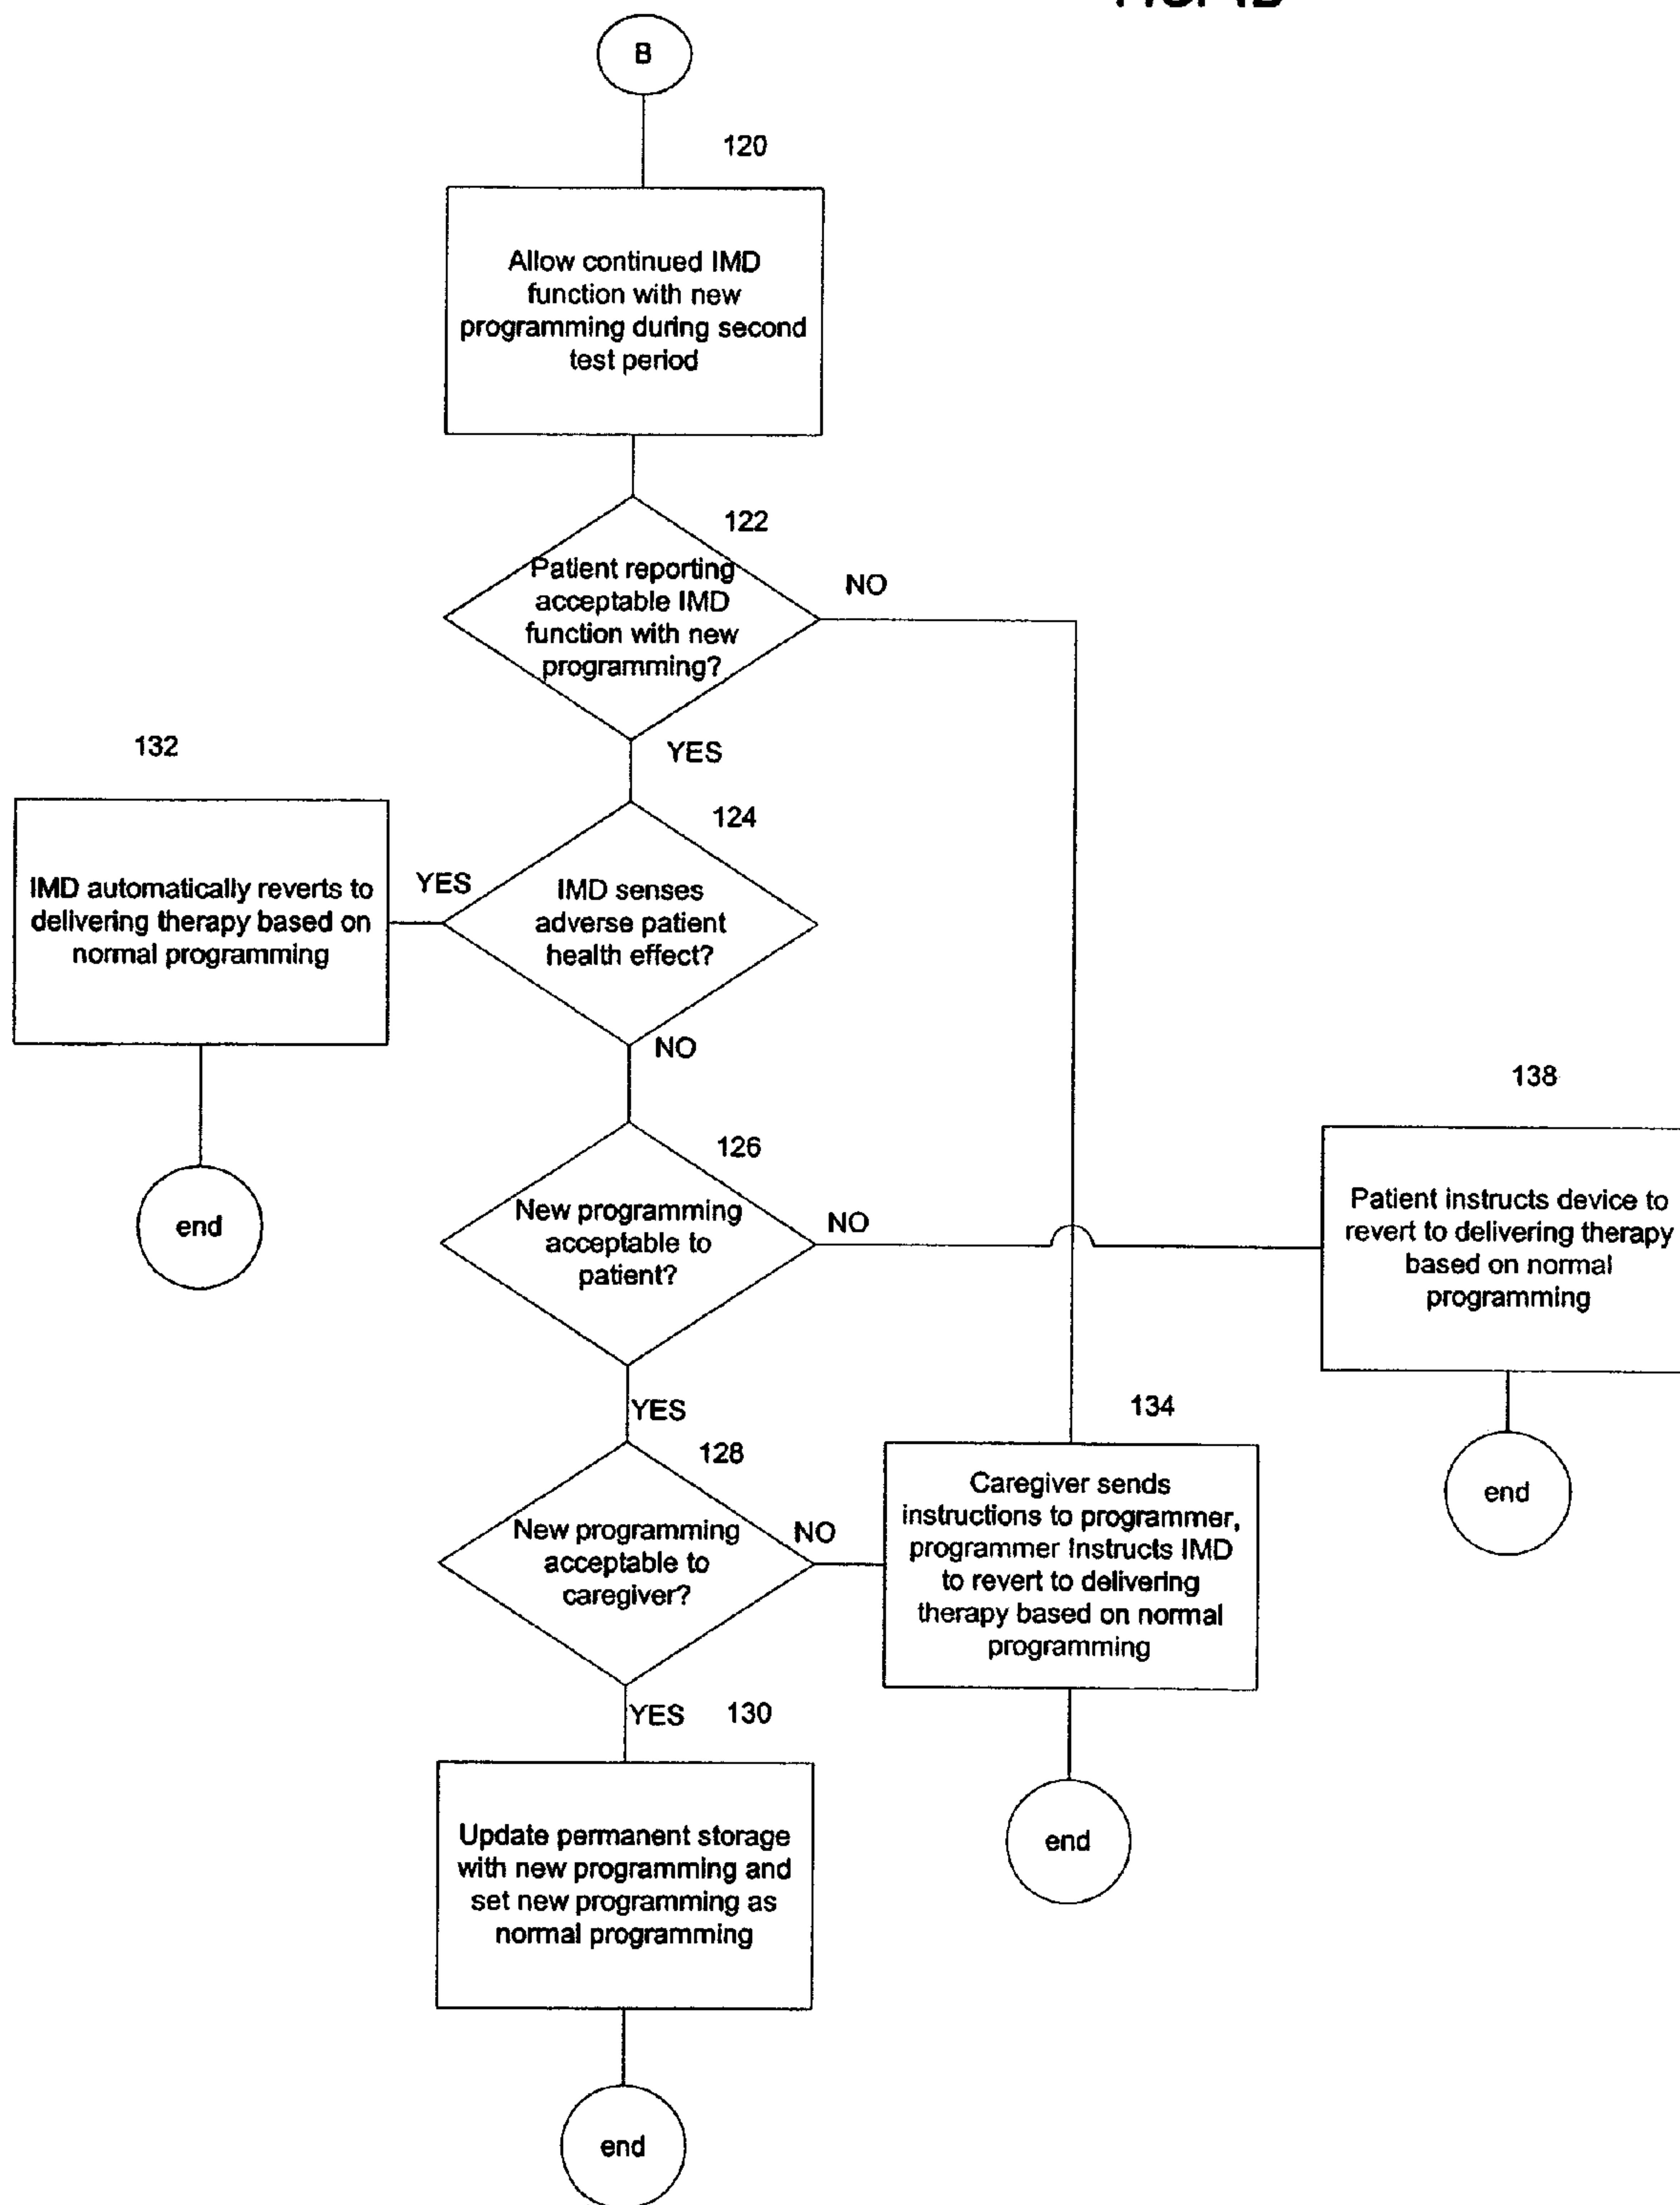 B
120
Allow continued IMD
function with new
programming during second
test period
122
Patient reporting
acceptable IMD
function with new
programming?
NO
YES
132
124
IMD automatically reverts to
delivering therapy based on
normal programming
YES
IMD senses
adverse patient
health effect?
NO
138
126
end
New programming
acceptable to
patient?
NO
Patient instructs device to
revert to delivering therapy
based on normal
programming
YES
134
128
end
New programming
acceptable to
caregiver?
NO
Caregiver sends
instructions to programmer,
programmer Instructs IMD
to revert to delivering
therapy based on normal
programming
YES
130
end
Update permanent storage
with new programming and
set new programming as
normal programming
end